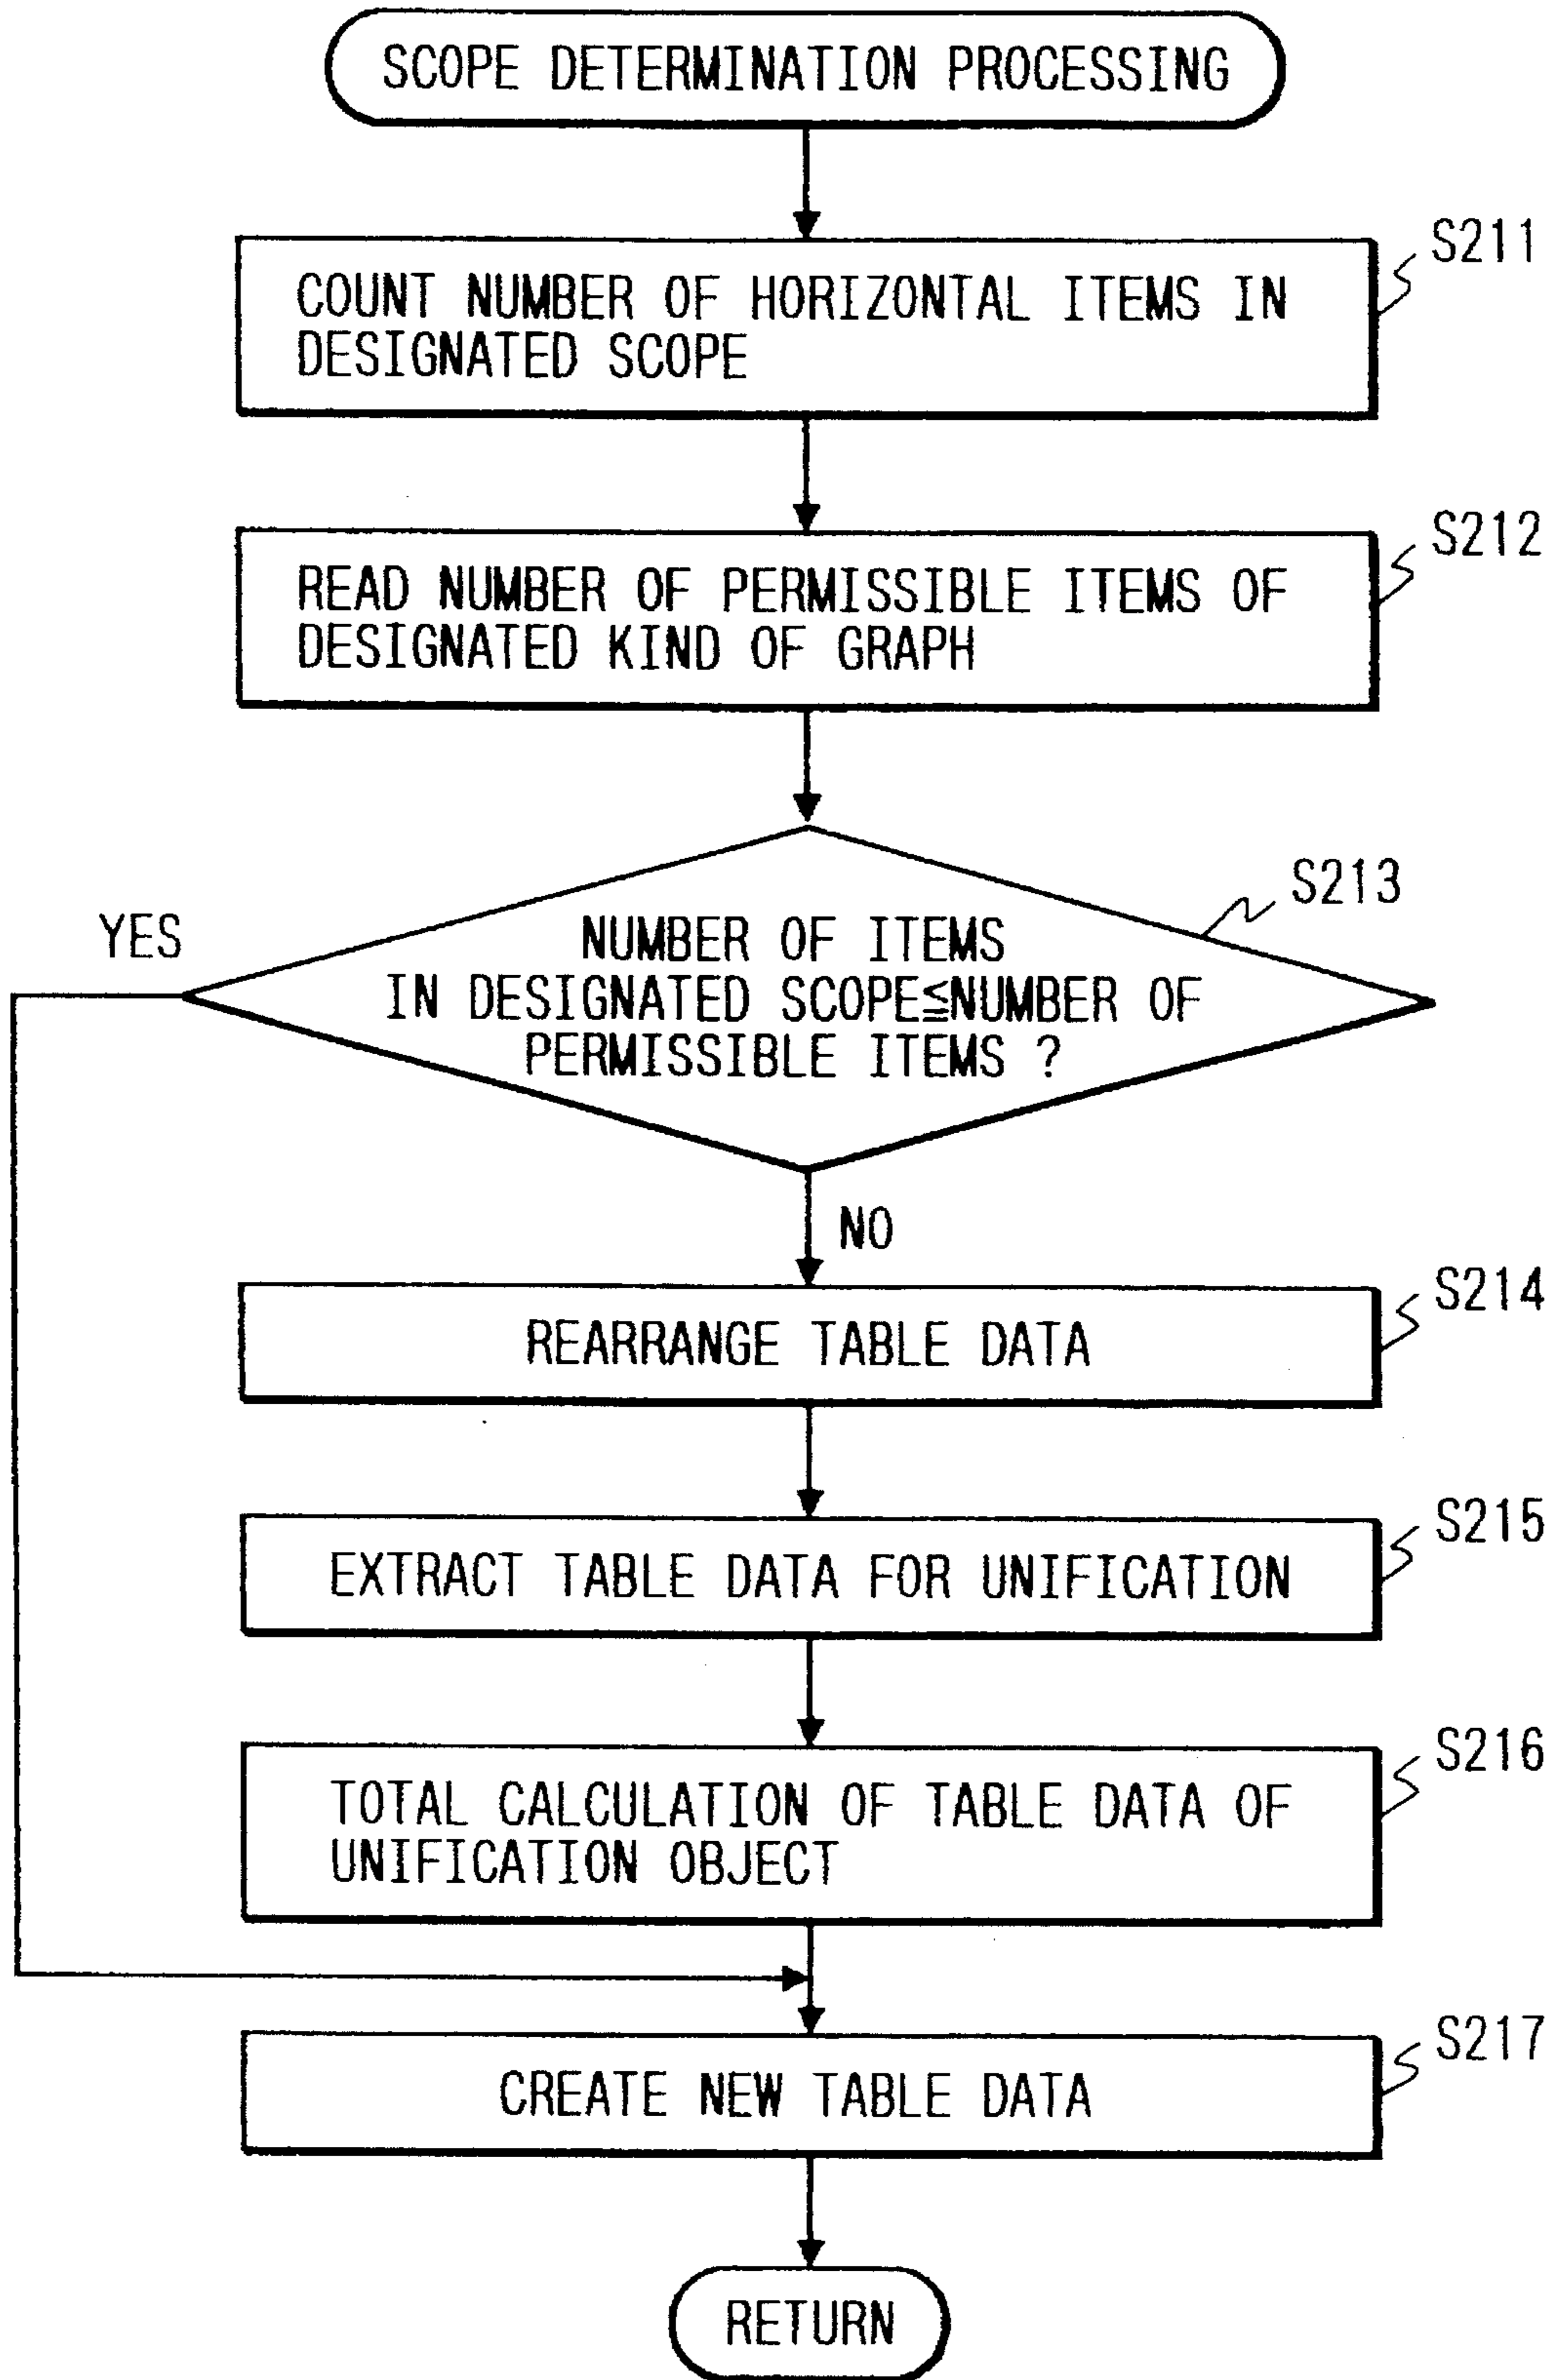 SCOPE DETERMINATION PROCESSING
S211
COUNT NUMBER OF HORIZONTAL ITEMS IN
DESIGNATED SCOPE
S212
READ NUMBER OF PERMISSIBLE ITEMS OF
DESIGNATED KIND OF GRAPH
S213
YES
NUMBER OF ITEMS
IN DESIGNATED SCOPE≦NUMBER OF
PERMISSIBLE ITEMS ?
NO
S214
REARRANGE TABLE DATA
S215
EXTRACT TABLE DATA FOR UNIFICATION
S216
TOTAL CALCULATION OF TABLE DATA OF
UNIFICATION OBJECT
S217
CREATE NEW TABLE DATA
RETURN